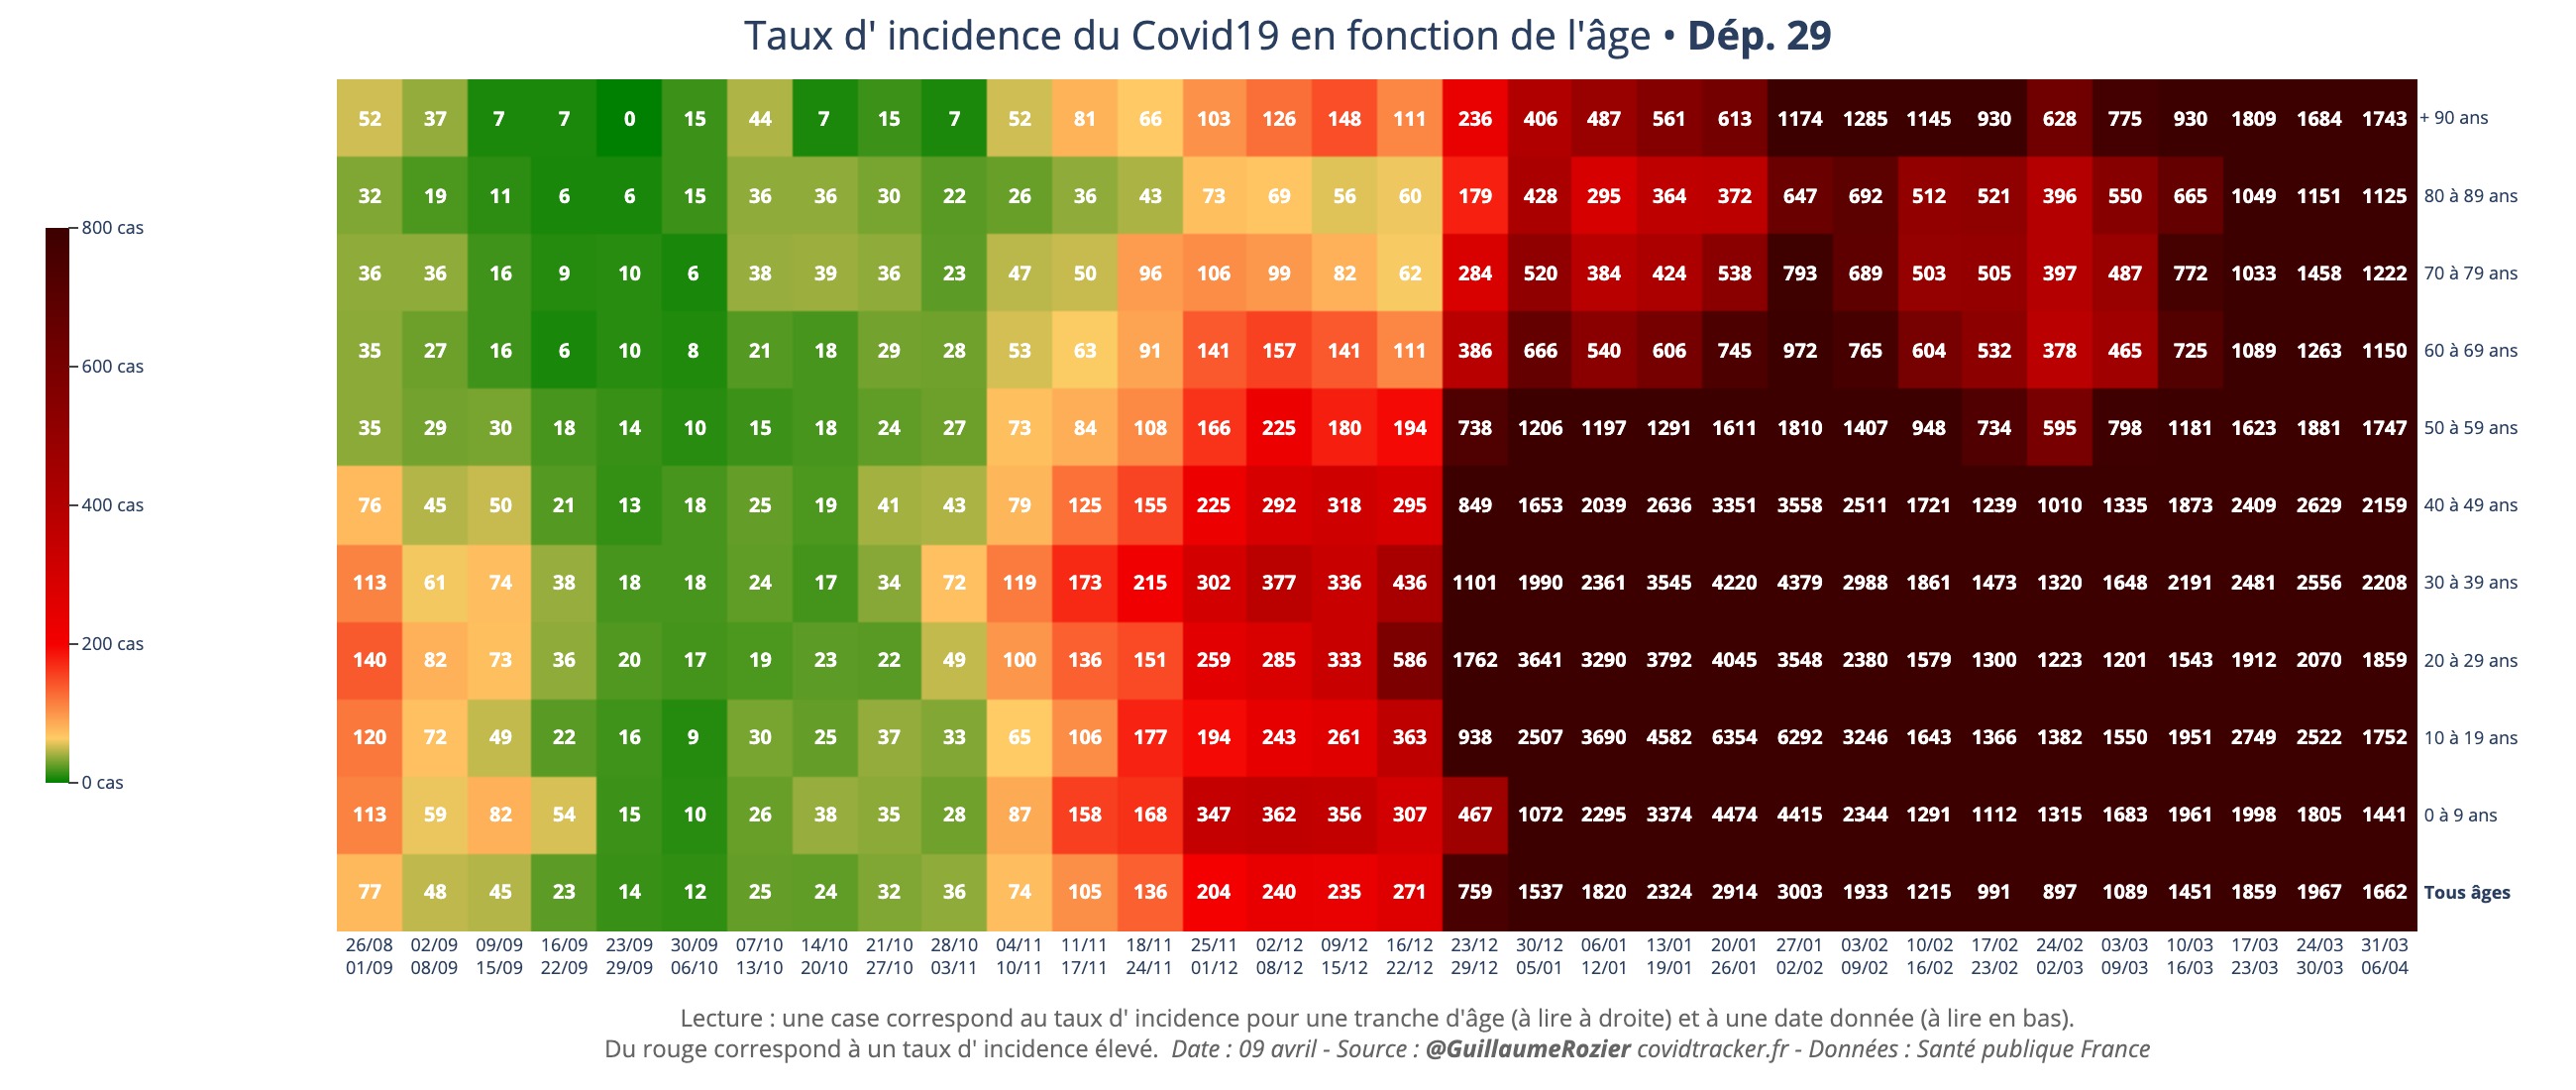 Taux d' incidence du Covid19 en fonction de l'âge • Dép. 29
800 cas
600 cas
400 cas
200 cas
0 cas
52 37 7 7 0 15 44 7 15 7 52 81 66 103 126 148 111 236 406 487 561 613 1174 1285 1145 930 628 775 930 1809 1684 1743 + 90 ans
32 19 11 6 6 15 36 36 30 22 26 36 43 73 69 56 60 179 428 295 364 372 647 692 512 521 396 550 665 1049 1151 1125 80 à 89 ans
36 36 16 9 10 6 38 39 36 23 47 50 96 106 99 82 62 284 520 384 424 538 793 689 503 505 397 487 772 1033 1458 1222 70 à 79 ans
35 27 16 6 10 8 21 18 29 28 53 63 91 141 157 141 111 386 666 540 606 745 972 765 604 532 378 465 725 1089 1263 1150 60 à 69 ans
35 29 30 18 14 10 15 18 24 27 73 84 108 166 225 180 194 738 1206 1197 1291 1611 1810 1407 948 734 595 798 1181 1623 1881 1747 50 à 59 ans
76 45 50 21 13 18 25 19 41 43 79 125 155 225 292 318 295 849 1653 2039 2636 3351 3558 2511 1721 1239 1010 1335 1873 2409 2629 2159 40 à 49 ans
113 61 74 38 18 18 24 17 34 72 119 173 215 302 377 336 436 1101 1990 2361 3545 4220 4379 2988 1861 1473 1320 1648 2191 2481 2556 2208 30 à 39 ans
140 82 73 36 20 17 19 23 22 49 100 136 151 259 285 333 586 1762 3641 3290 3792 4045 3548 2380 1579 1300 1223 1201 1543 1912 2070 1859 20 à 29 ans
120 72 49 22 16 9 30 25 37 33 65 106 177 194 243 261 363 938 2507 3690 4582 6354 6292 3246 1643 1366 1382 1550 1951 2749 2522 1752 10 à 19 ans
113 59 82 54 15 10 26 38 35 28 87 158 168 347 362 356 307 467 1072 2295 3374 4474 4415 2344 1291 1112 1315 1683 1961 1998 1805 1441 0 à 9 ans
77 48 45 23 14 12 25 24 32 36 74 105 136 204 240 235 271 759 1537 1820 2324 2914 3003 1933 1215 991 897 1089 1451 1859 1967 1662 Tous âges
26/08 02/09 09/09 16/09 23/09 30/09 07/10 14/10 21/10 28/10 04/11 11/11 18/11 25/11 02/12 09/12 16/12 23/12 30/12 06/01 13/01 20/01 27/01 03/02 10/02 17/02 24/02 03/03 10/03 17/03 24/03 31/03
01/09 08/09 15/09 22/09 29/09 06/10 13/10 20/10 27/10 03/11 10/11 17/11 24/11 01/12 08/12 15/12 22/12 29/12 05/01 12/01 19/01 26/01 02/02 09/02 16/02 23/02 02/03 09/03 16/03 23/03 30/03 06/04
Lecture : une case correspond au taux d' incidence pour une tranche d'âge (à lire à droite) et à une date donnée (à lire en bas).
Du rouge correspond à un taux d' incidence élevé. Date : 09 avril - Source : @GuillaumeRozier covidtracker.fr - Données : Santé publique France